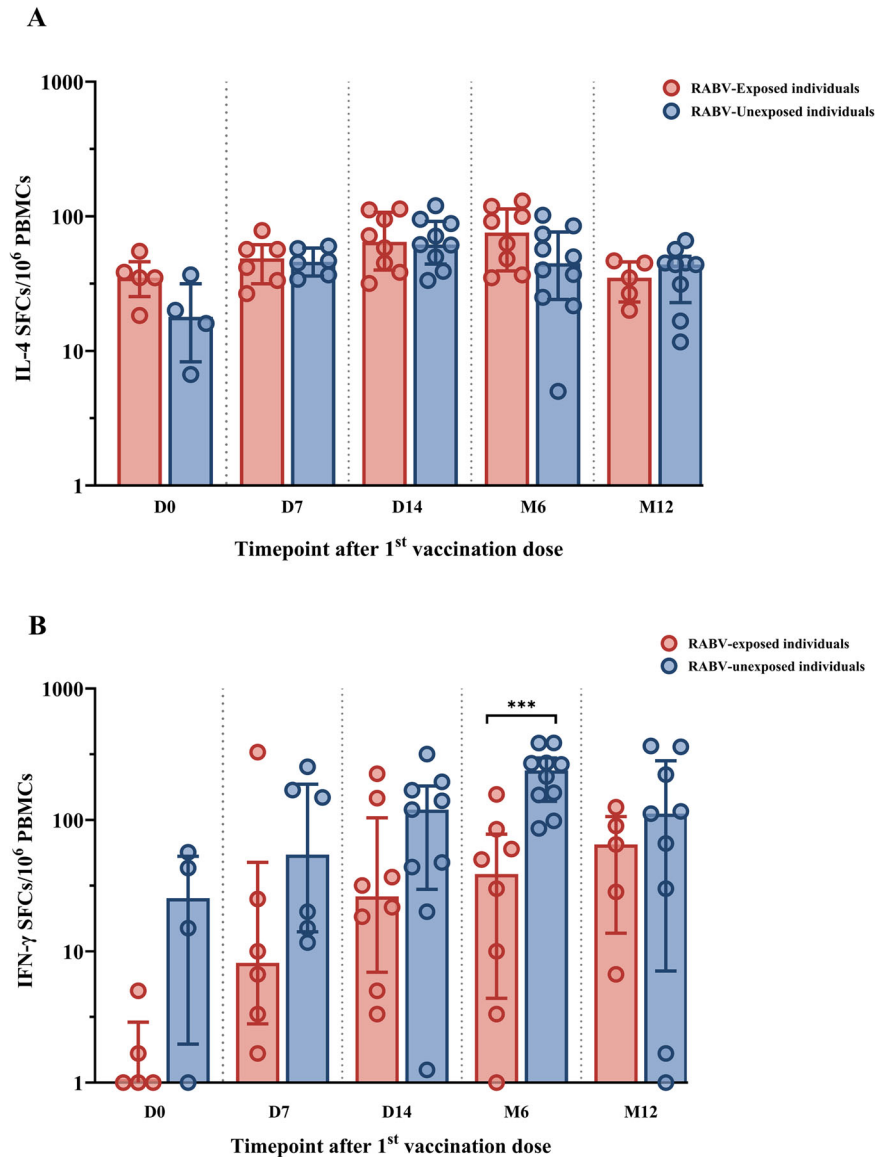 A
1000
100
10
1
IL-4 SFCs/10⁶ PBMCs
RABV-Exposed individuals
RABV-Unexposed individuals
D0 D7 D14 M6 M12
Timepoint after 1ˢᵗ vaccination dose
B
1000
100
10
1
IFN-γ SFCs/10⁶ PBMCs
RABV-exposed individuals
RABV-unexposed individuals
***
D0 D7 D14 M6 M12
Timepoint after 1ˢᵗ vaccination dose